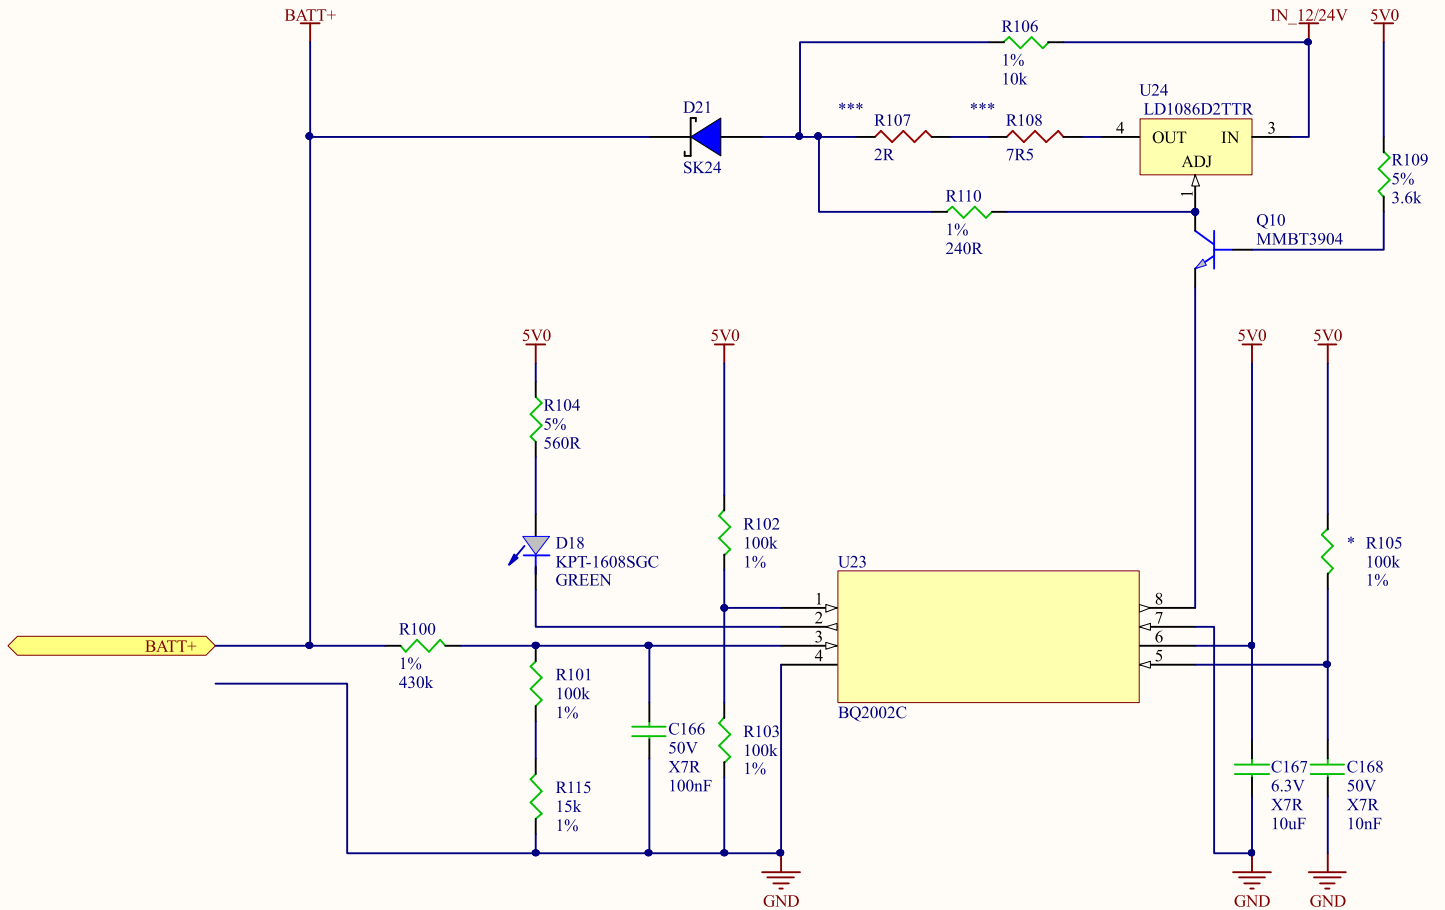 BATT+
R106
1%
10k
IN_12/24V
5V0
D21
SK24
***
R107
2R
***
R108
7R5
U24
LD1086D2TTR
4
OUT
IN
ADJ
3
1
R109
5%
3.6k
R110
1%
240R
Q10
MMBT3904
5V0
5V0
5V0
5V0
R104
5%
560R
D18
KPT-1608SGC
GREEN
R102
100k
1%
U23
1
2
3
4
8
7
6
5
BQ2002C
*
R105
100k
1%
BATT+
R100
1%
430k
R101
100k
1%
C166
50V
X7R
100nF
R103
100k
1%
R115
15k
1%
C167
6.3V
X7R
10uF
C168
50V
X7R
10nF
GND
GND
GND